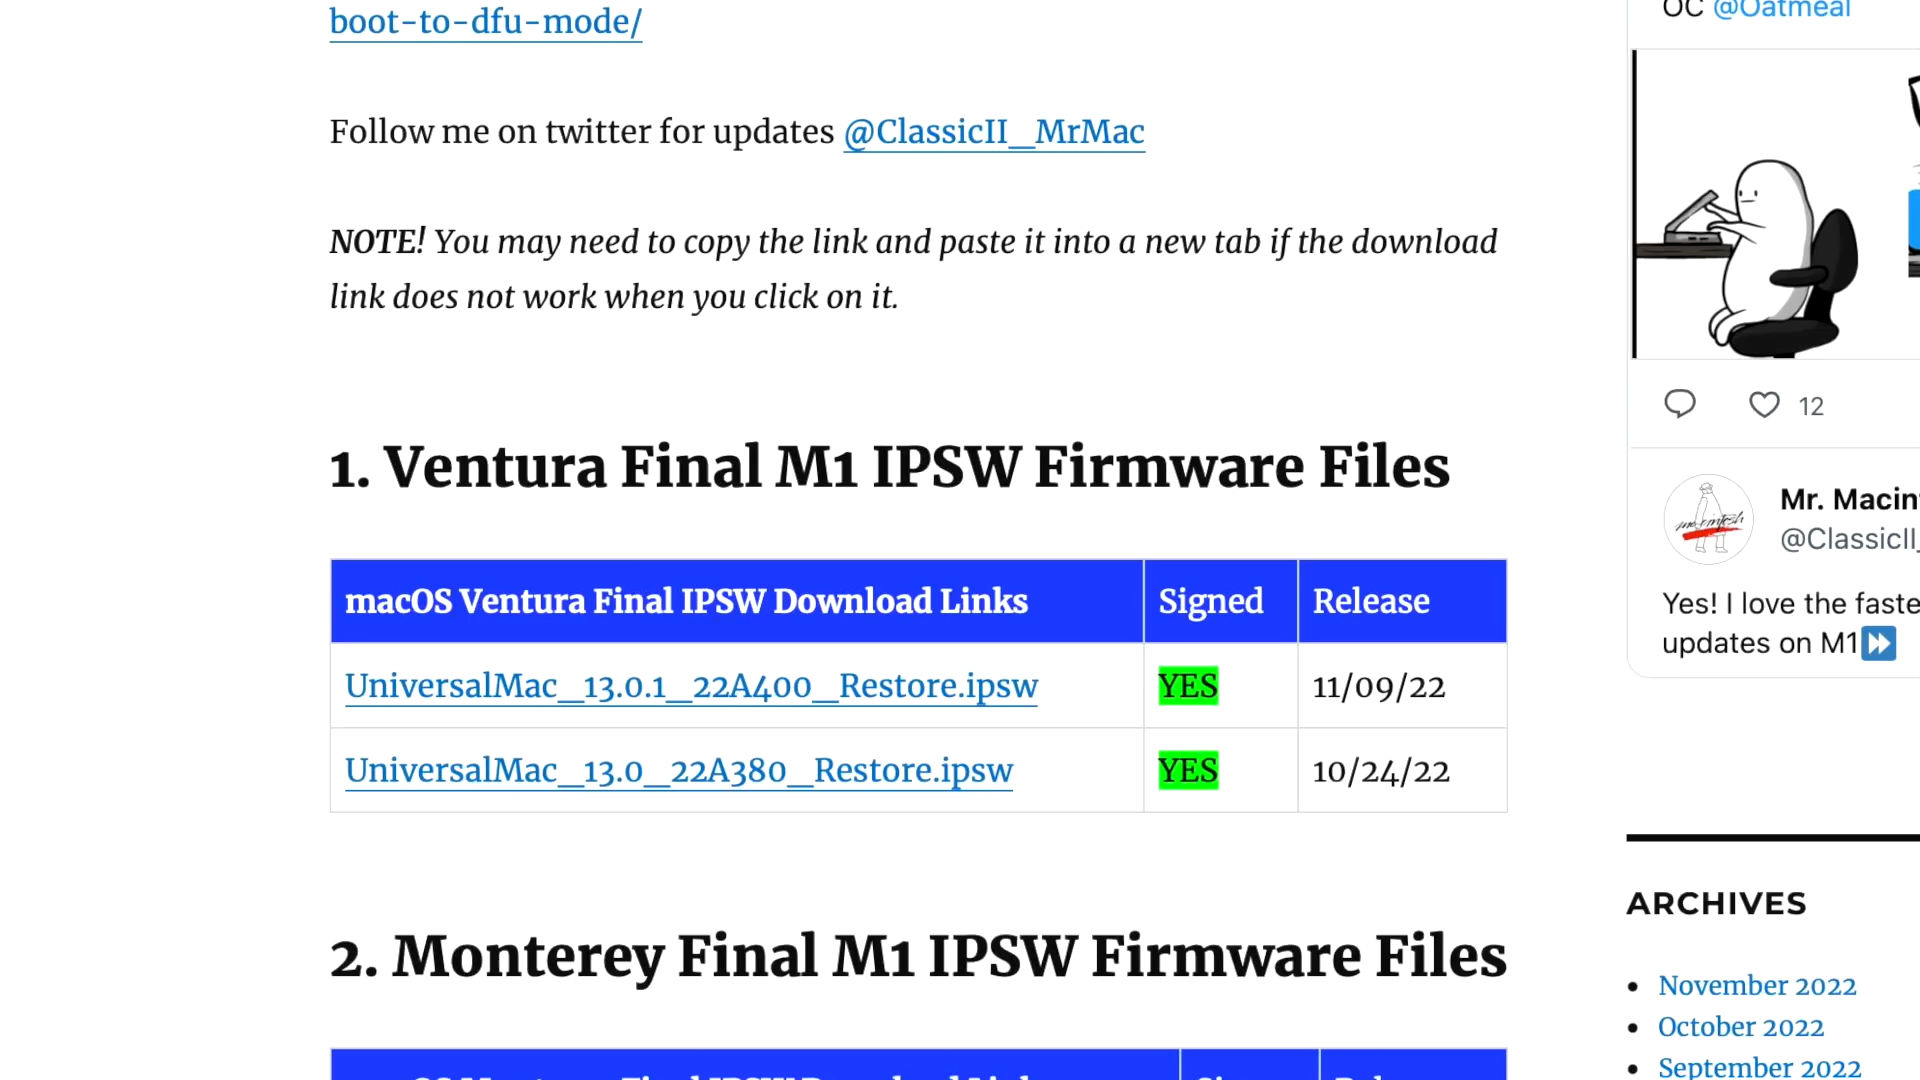 boot-to-dfu-mode/
Follow me on twitter for updates @ClassicII_MrMac
NOTE! You may need to copy the link and paste it into a new tab if the download
link does not work when you click on it.
1. Ventura Final M1 IPSW Firmware Files
macOS Ventura Final IPSW Download Links Signed Release
UniversalMac_13.0.1_22A400_Restore.ipsw YES 11/09/22
UniversalMac_13.0_22A380_Restore.ipsw YES 10/24/22
2. Monterey Final M1 IPSW Firmware Files
OC @Oatmeal
12
Mr. Macin
@ClassicII_
Yes! I love the faste
updates on M1
ARCHIVES
November 2022
October 2022
September 2022